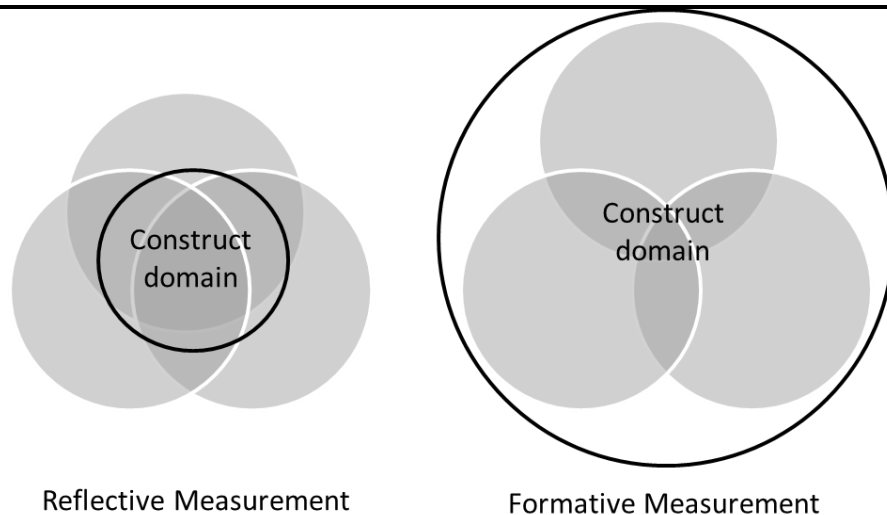 Construct
domain
Construct
domain
Reflective Measurement
Formative Measurement